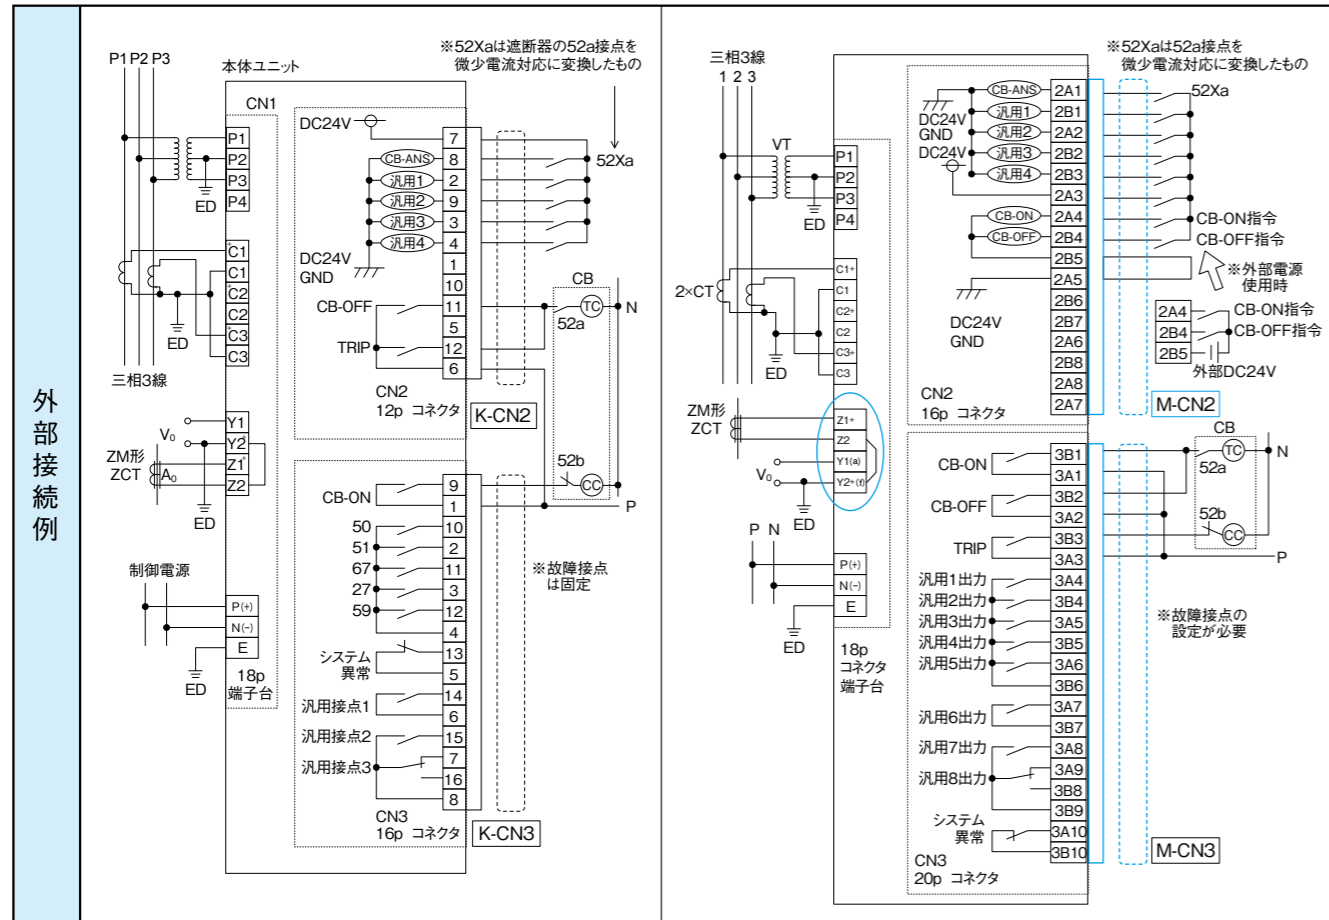 外部接続例
※52Xaは遮断器の52a接点を
微少電流対応に変換したもの
P1 P2 P3
本体ユニット
CN1
P1
P2
P3
P4
ED
C1+
C1
C2+
C2
C3+
C3
ED
三相3線
Y1
Y2+
Z1+
Z2
V₀
ZM形
ZCT
A₀
ED
制御電源
P(+)
N(−)
E
ED
18p
端子台
DC24V
CB-ANS
汎用1
汎用2
汎用3
汎用4
DC24V
GND
CB-OFF
TRIP
7
8
2
9
3
4
1
10
11
5
12
6
CN2
12p コネクタ
K-CN2
52Xa
CB
TC
52a
N
52b
CC
P
CB-ON
50
51
67
27
59
システム
異常
汎用接点1
汎用接点2
汎用接点3
9
1
10
2
11
3
12
4
13
5
14
6
15
7
16
8
※故障接点
は固定
CN3
16p コネクタ
K-CN3
三相3線
1 2 3
VT
P1
P2
P3
P4
ED
2×CT
C1+
C1
C2+
C2
C3+
C3
ED
ZM形
ZCT
Z1+
Z2
Y1(a)
Y2+(f)
V₀
ED
P N
P(+)
N(−)
E
ED
18p
コネクタ
端子台
※52Xaは52a接点を
微少電流対応に変換したもの
CB-ANS
汎用1
汎用2
汎用3
汎用4
DC24V
GND
DC24V
CB-ON
CB-OFF
DC24V
GND
2A1
2B1
2A2
2B2
2B3
2A3
2A4
2B4
2B5
2A5
2B6
2B7
2A6
2B8
2A8
2A7
52Xa
CB-ON指令
CB-OFF指令
※外部電源
使用時
2A4
2B4
2B5
CB-ON指令
CB-OFF指令
外部DC24V
CN2
16p コネクタ
M-CN2
CB-ON
CB-OFF
TRIP
汎用1出力
汎用2出力
汎用3出力
汎用4出力
汎用5出力
汎用6出力
汎用7出力
汎用8出力
システム
異常
3B1
3A1
3B2
3A2
3B3
3A3
3A4
3B4
3A5
3B5
3A6
3B6
3A7
3B7
3A8
3A9
3B8
3B9
3A10
3B10
CB
TC
52a
N
52b
CC
P
※故障接点の
設定が必要
CN3
20p コネクタ
M-CN3